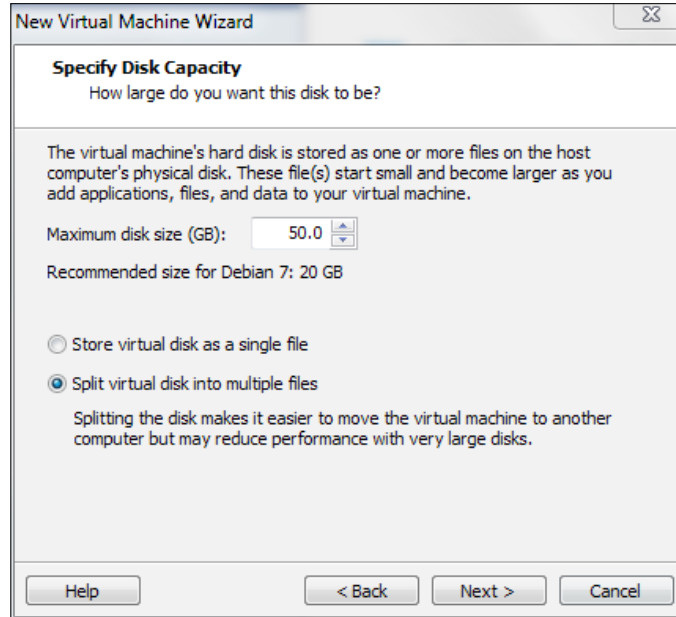 New Virtual Machine Wizard
Specify Disk Capacity
How large do you want this disk to be?
The virtual machine's hard disk is stored as one or more files on the host
computer's physical disk. These file(s) start small and become larger as you
add applications, files, and data to your virtual machine.
Maximum disk size (GB): 50.0
Recommended size for Debian 7: 20 GB
Store virtual disk as a single file
Split virtual disk into multiple files
Splitting the disk makes it easier to move the virtual machine to another
computer but may reduce performance with very large disks.
Help < Back Next > Cancel